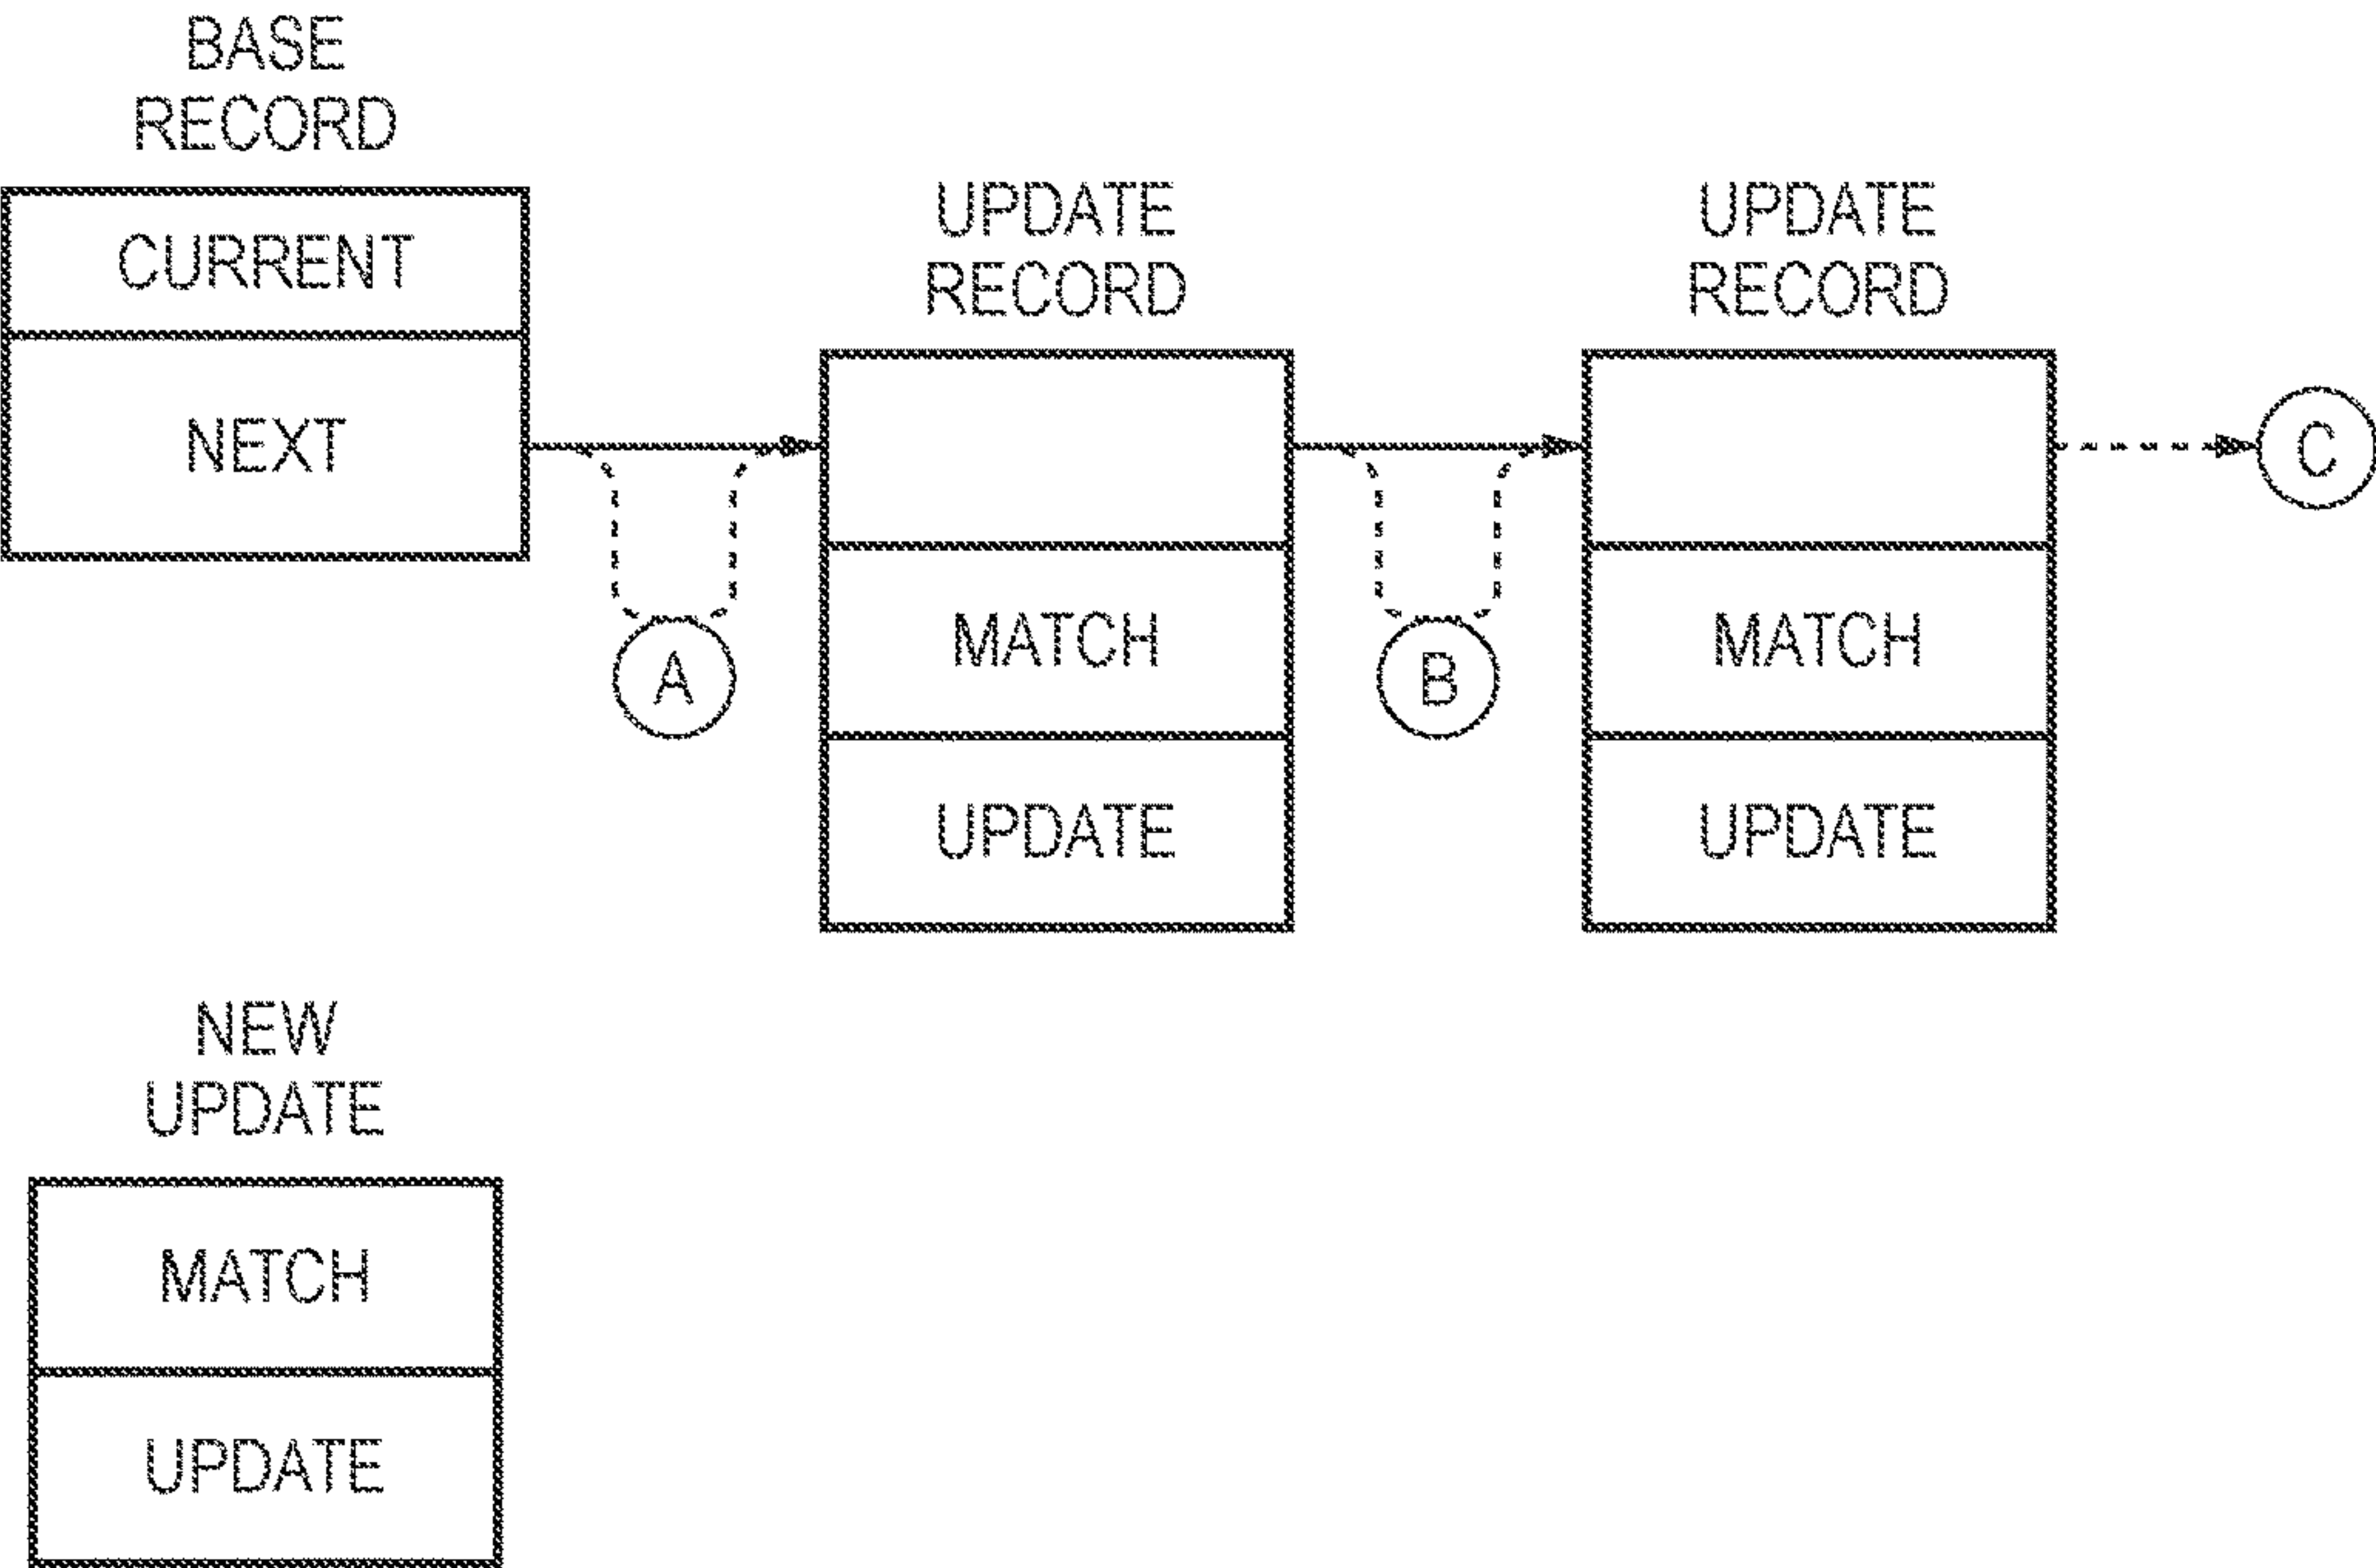 BASE
RECORD
CURRENT
NEXT
A
UPDATE
RECORD
MATCH
UPDATE
B
UPDATE
RECORD
MATCH
UPDATE
C
NEW
UPDATE
MATCH
UPDATE